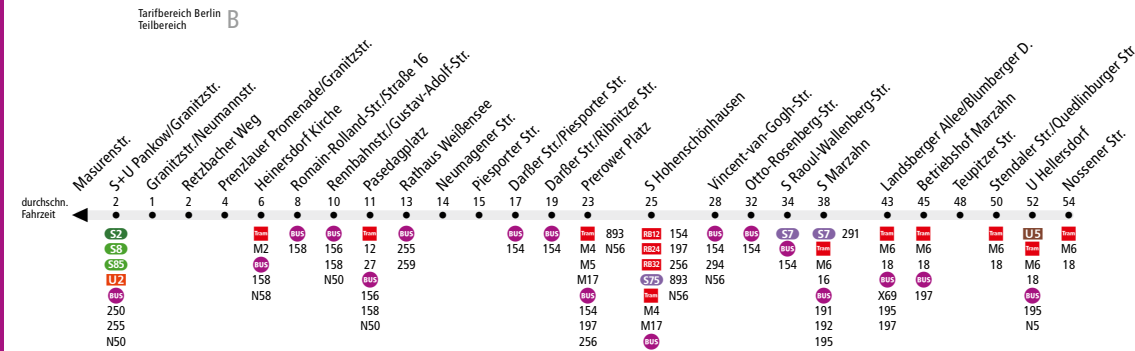 Tarifbereich Berlin
Teilbereich B
Masurenstr.
S+U Pankow/Granitzstr.
Granitzstr./Neumannstr.
Retzbacher Weg
Prenzlauer Promenade/Granitzstr.
Heinersdorf Kirche
Romain-Rolland-Str./Straße 16
Rennbahnstr./Gustav-Adolf-Str.
Pasedagplatz
Rathaus Weißensee
Neumagener Str.
Piesporter Str.
Darßer Str./Piesporter Str.
Darßer Str./Ribnitzer Str.
Prerower Platz
S Hohenschönhausen
Vincent-van-Gogh-Str.
Otto-Rosenberg-Str.
S Raoul-Wallenberg-Str.
S Marzahn
Landsberger Allee/Blumberger D.
Betriebshof Marzahn
Teupitzer Str.
Stendaler Str./Quedlinburger Str
U Hellersdorf
Nossener Str.
durchschn. 2 1 2 4 6 8 10 11 13 14 15 17 19 23 25 28 32 34 38 43 45 48 50 52 54
Fahrzeit
S2 Tram BUS BUS Tram BUS BUS BUS Tram 893 RB12 154 BUS BUS S7 S7 291 Tram Tram Tram U5 Tram
S8 M2 158 156 12 255 154 154 M4 N56 RB24 197 154 154 BUS Tram M6 M6 M6 Tram M6
S85 BUS 158 27 259 M5 RB32 256 294 154 M6 18 18 18 M6 18
U2 158 N50 BUS M17 S75 893 N56 16 BUS BUS 18
BUS N58 156 BUS Tram N56 BUS X69 197 BUS
250 158 154 M4 191 195 195
255 N50 197 M17 192 197 N5
N50 256 BUS 195